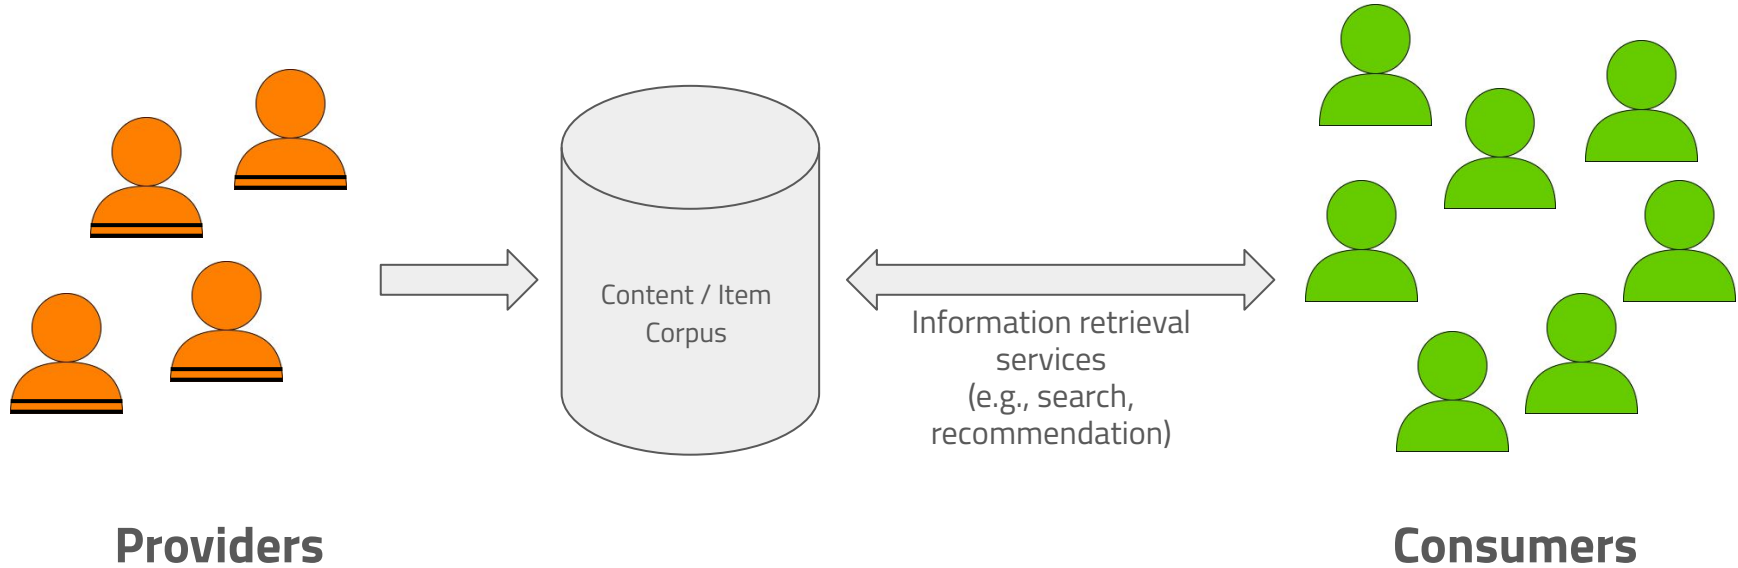 Content / Item
Corpus
Information retrieval
services
(e.g., search,
recommendation)
Providers
Consumers